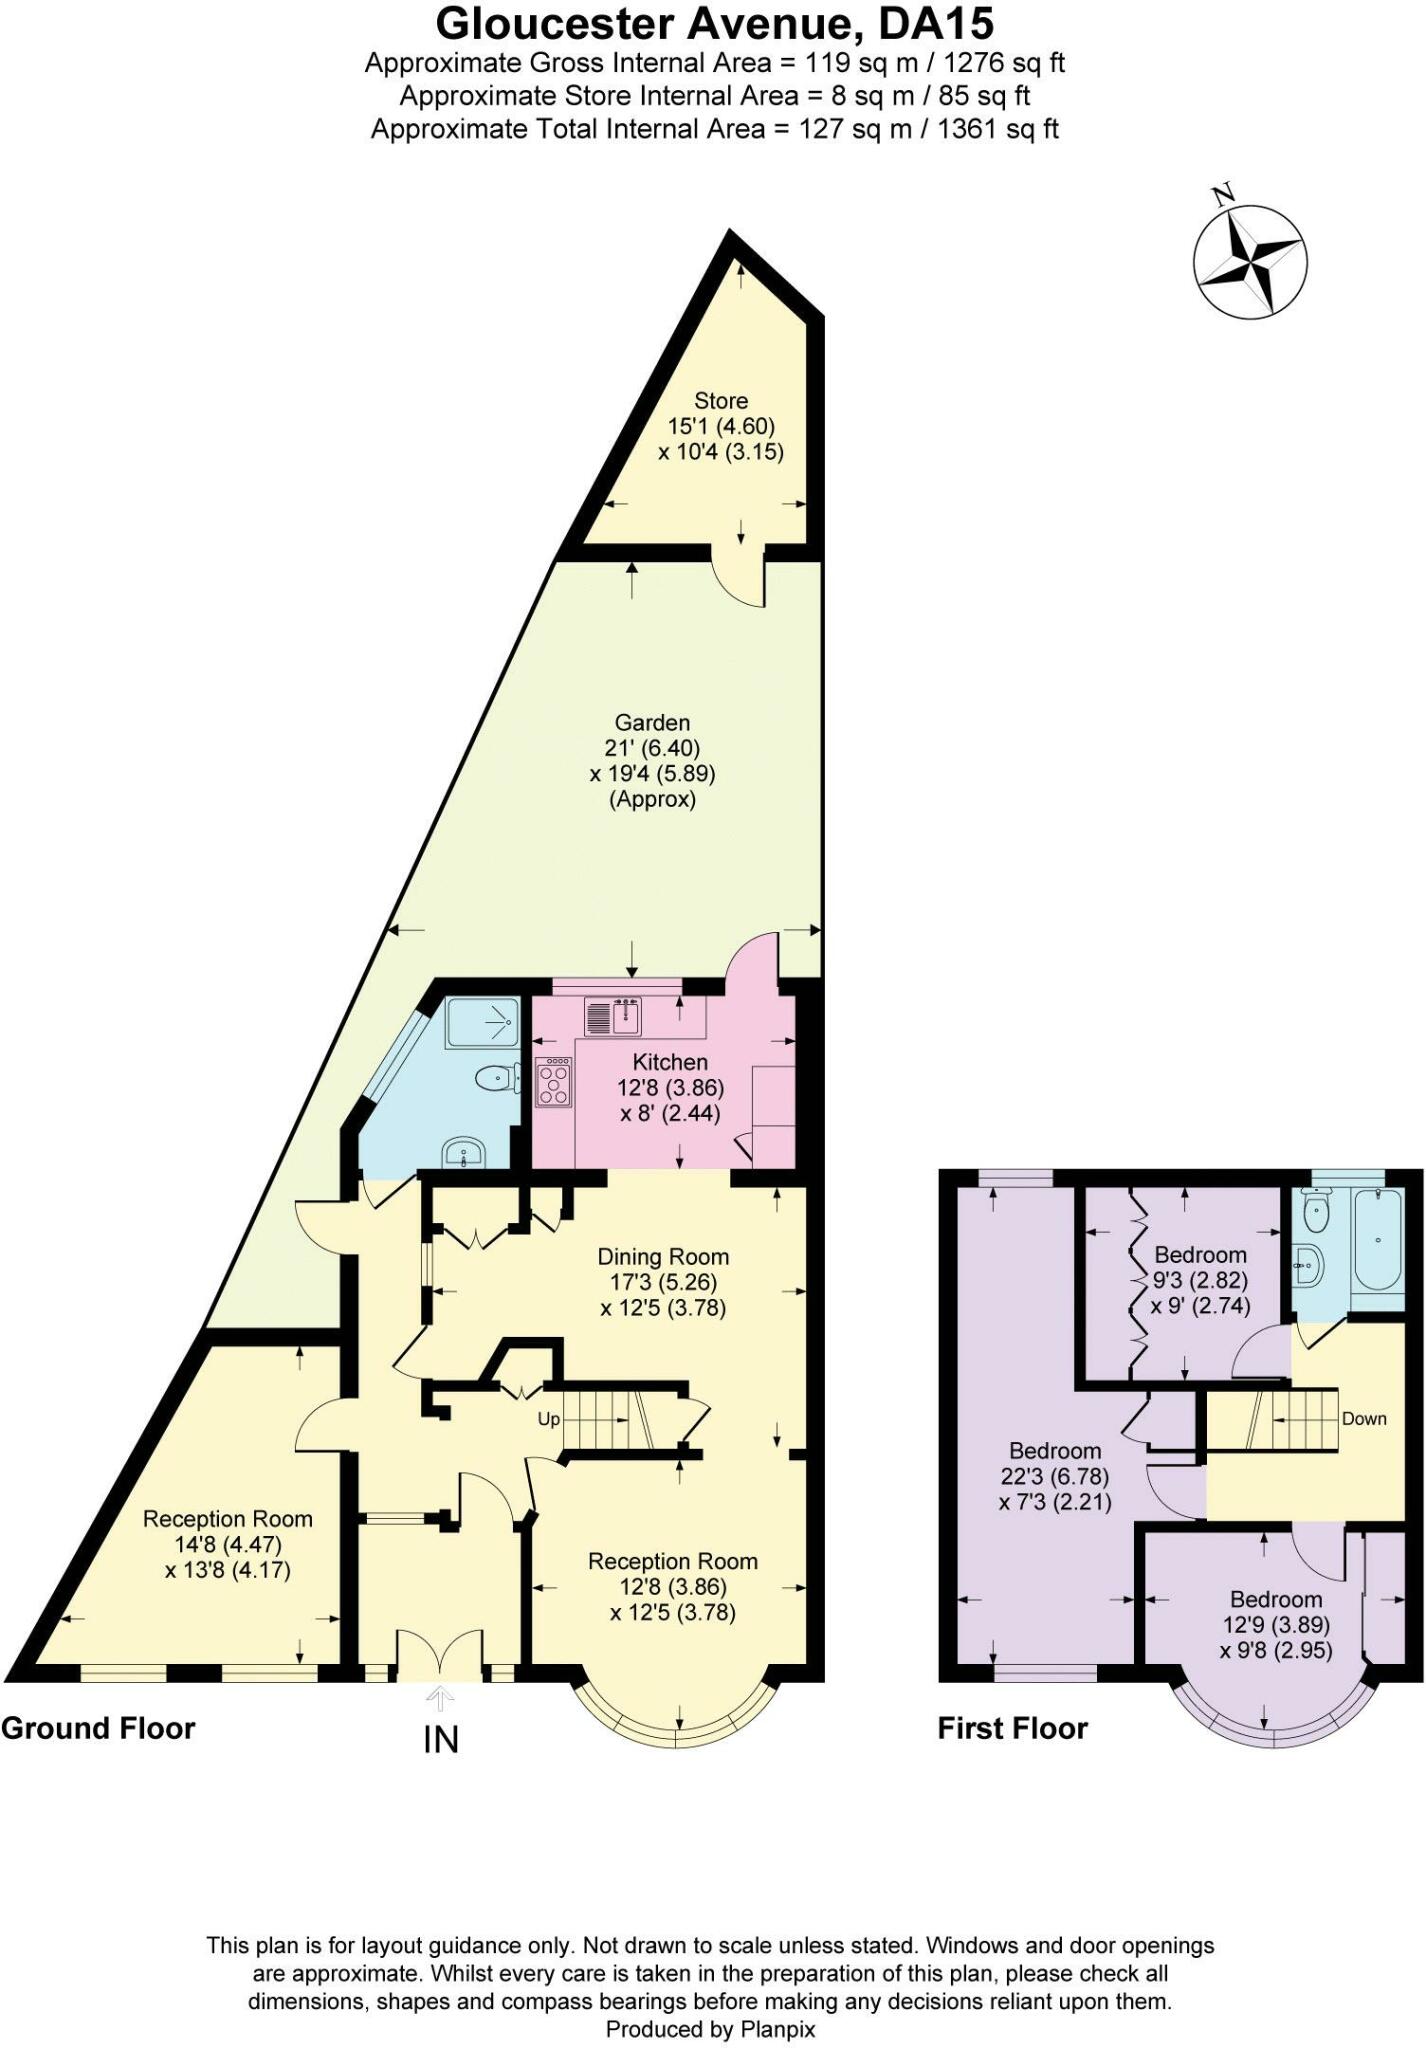 Gloucester Avenue, DA15
Approximate Gross Internal Area = 119 sq m / 1276 sq ft
Approximate Store Internal Area = 8 sq m / 85 sq ft
Approximate Total Internal Area = 127 sq m / 1361 sq ft
N
Store
15'1 (4.60)
x 10'4 (3.15)
Garden
21' (6.40)
x 19'4 (5.89)
(Approx)
Kitchen
12'8 (3.86)
x 8' (2.44)
Dining Room
17'3 (5.26)
x 12'5 (3.78)
Up
Reception Room
14'8 (4.47)
x 13'8 (4.17)
Reception Room
12'8 (3.86)
x 12'5 (3.78)
IN
Ground Floor
Bedroom
9'3 (2.82)
x 9' (2.74)
Down
Bedroom
22'3 (6.78)
x 7'3 (2.21)
Bedroom
12'9 (3.89)
x 9'8 (2.95)
First Floor
This plan is for layout guidance only. Not drawn to scale unless stated. Windows and door openings
are approximate. Whilst every care is taken in the preparation of this plan, please check all
dimensions, shapes and compass bearings before making any decisions reliant upon them.
Produced by Planpix